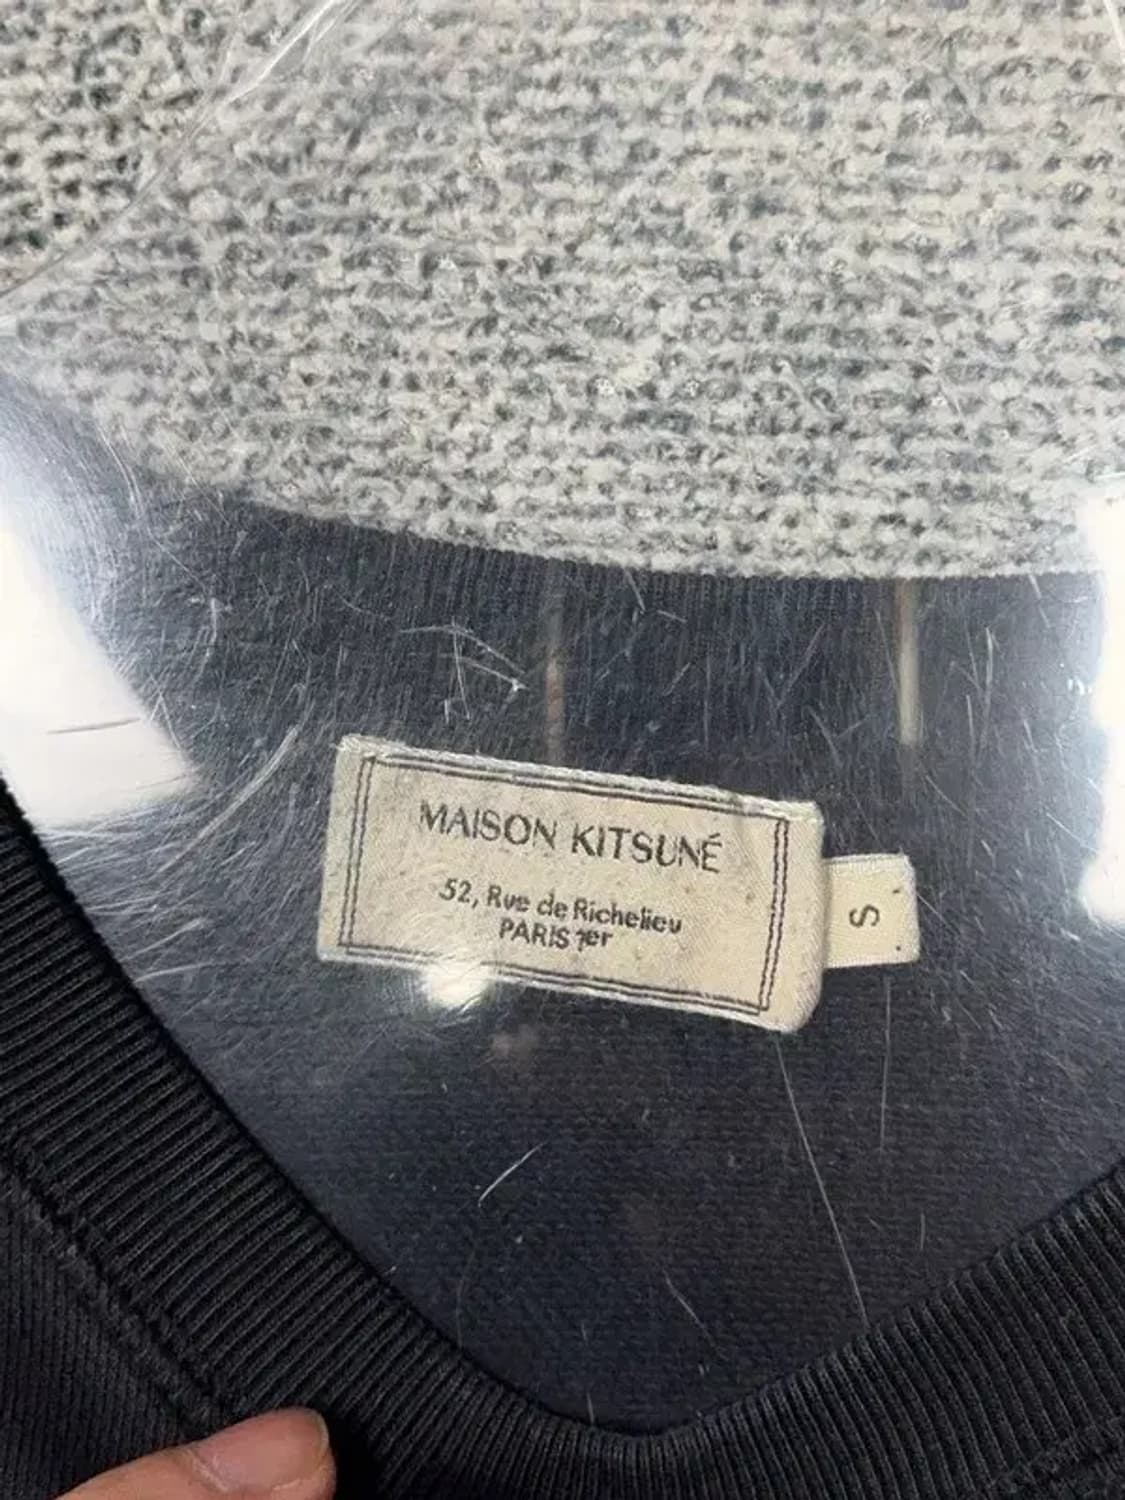 MAISON KITSUNÉ
52, Rue de Richelieu
PARIS 1er
S